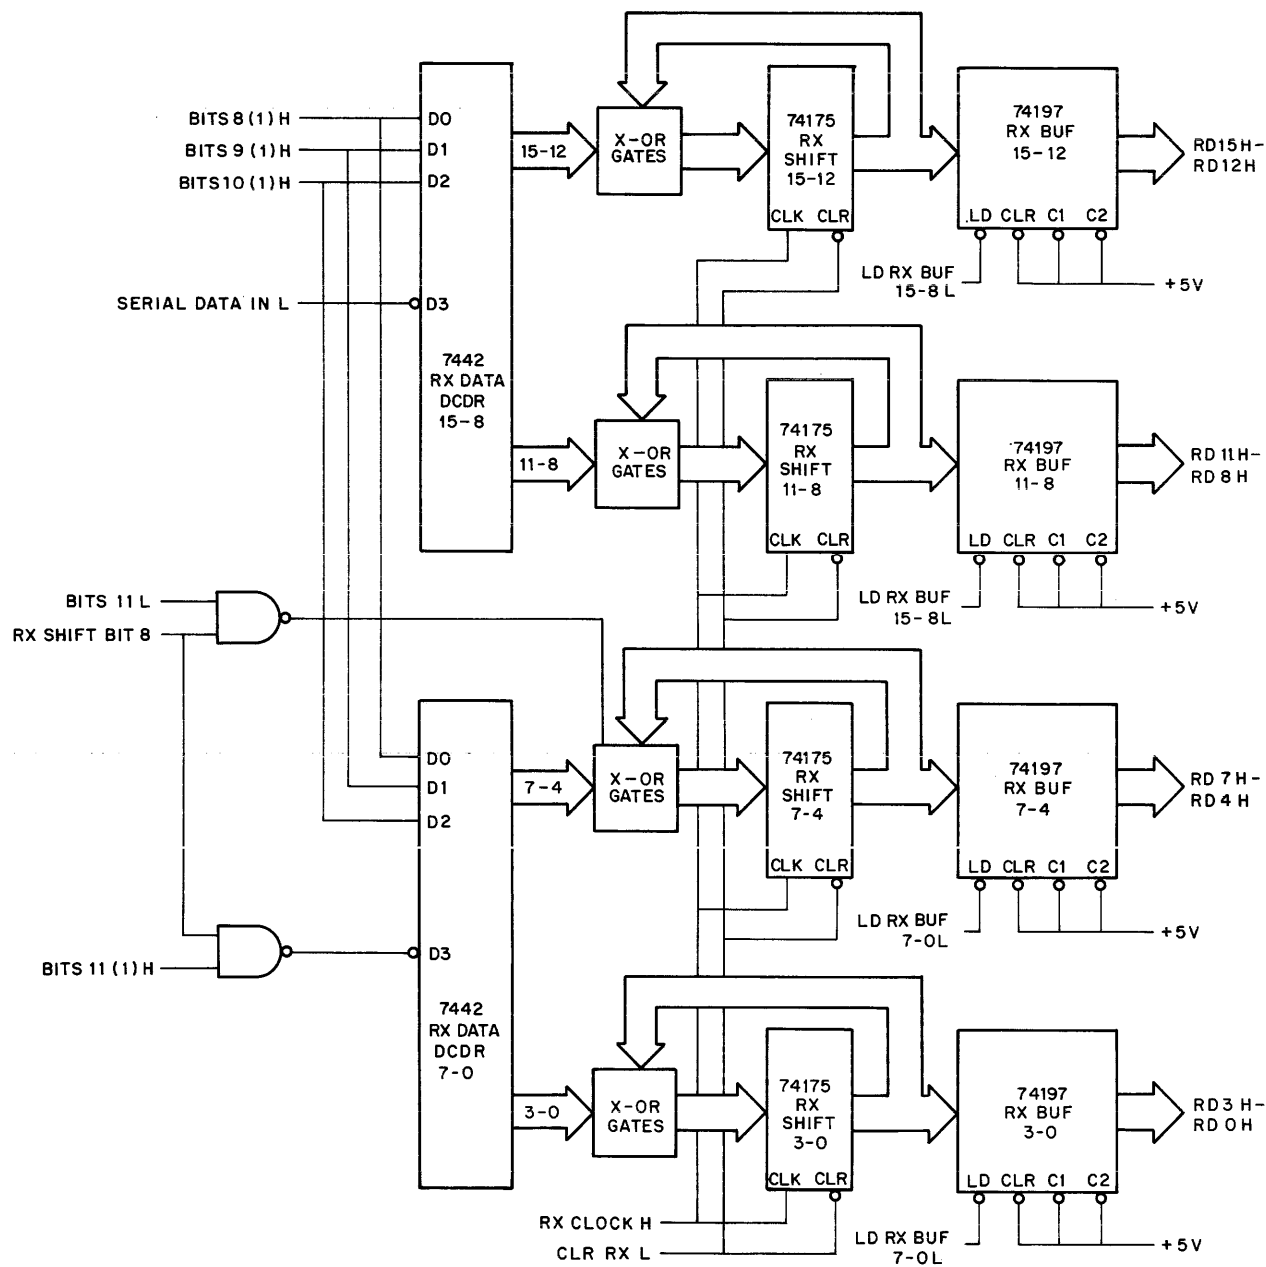 BITS 8 (1) H
BITS 9 (1) H
BITS 10 (1) H
SERIAL DATA IN L
D0
D1
D2
D3
7442
RX DATA
DCDR
15-8
15-12
X-OR
GATES
74175
RX
SHIFT
15-12
CLK CLR
74197
RX BUF
15-12
LD CLR C1 C2
RD15H-
RD12H
LD RX BUF
15-8L
+5V
11-8
X-OR
GATES
74175
RX
SHIFT
11-8
CLK CLR
74197
RX BUF
11-8
LD CLR C1 C2
RD 11H-
RD 8H
LD RX BUF
15-8L
+5V
BITS 11 L
RX SHIFT BIT 8
BITS 11 (1) H
D0
D1
D2
D3
7442
RX DATA
DCDR
7-0
7-4
X-OR
GATES
74175
RX
SHIFT
7-4
CLK CLR
74197
RX BUF
7-4
LD CLR C1 C2
RD 7H-
RD 4H
LD RX BUF
7-0L
+5V
3-0
X-OR
GATES
74175
RX
SHIFT
3-0
CLK CLR
74197
RX BUF
3-0
LD CLR C1 C2
RD3 H-
RD 0H
RX CLOCK H
CLR RX L
LD RX BUF
7-0L
+5V